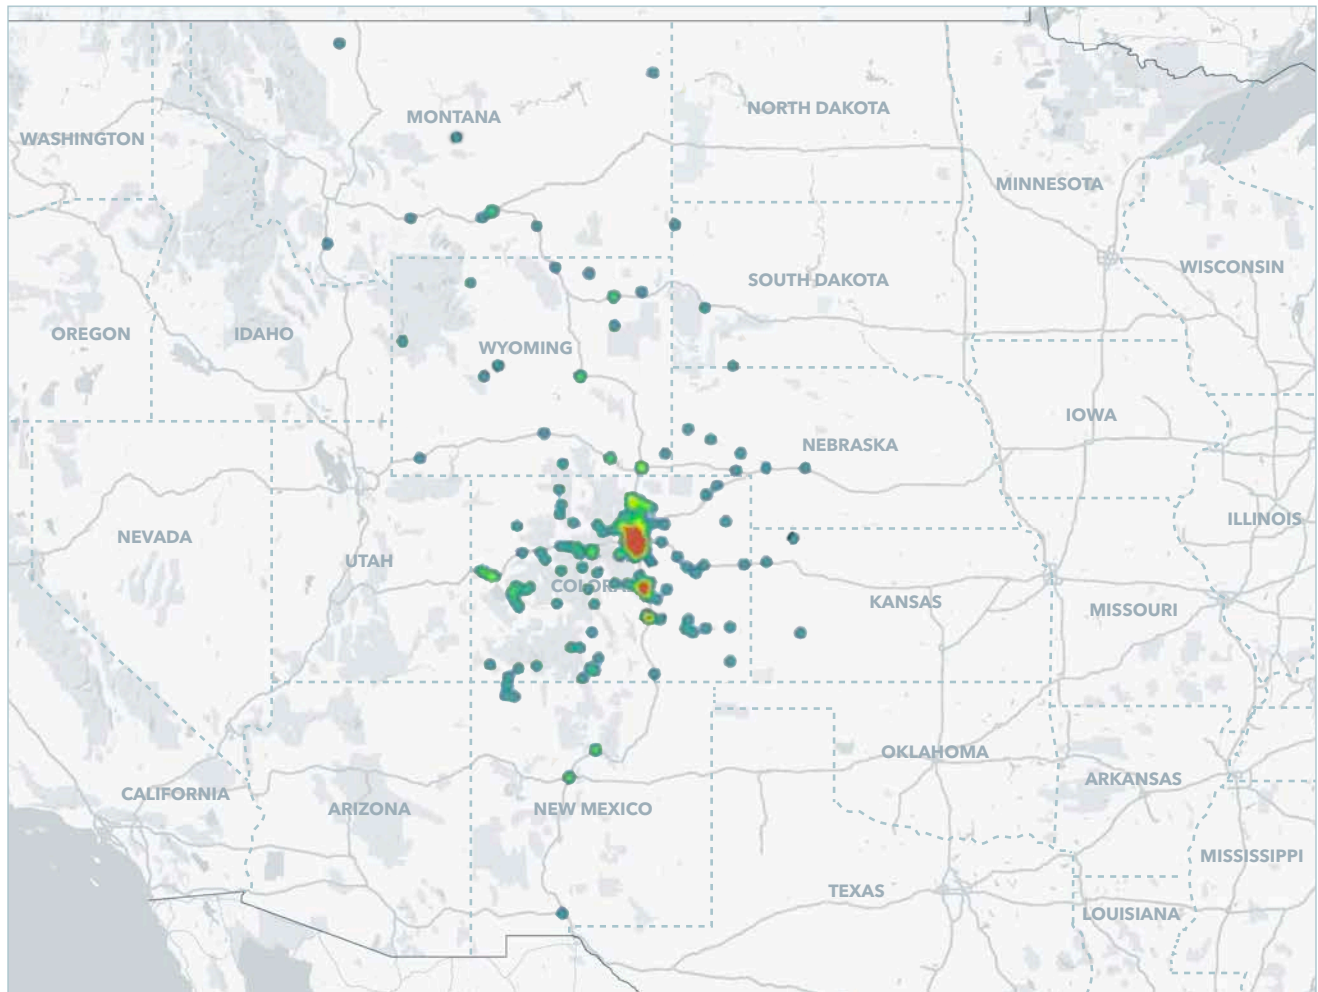 NORTH DAKOTA
MONTANA
WASHINGTON
MINNESOTA
WISCONSIN
SOUTH DAKOTA
OREGON
IDAHO
WYOMING
IOWA
NEBRASKA
ILLINOIS
NEVADA
UTAH
COLORA
KANSAS
MISSOURI
OKLAHOMA
ARKANSAS
CALIFORNIA
ARIZONA
NEW MEXICO
MISSISSIPPI
TEXAS
LOUISIANA